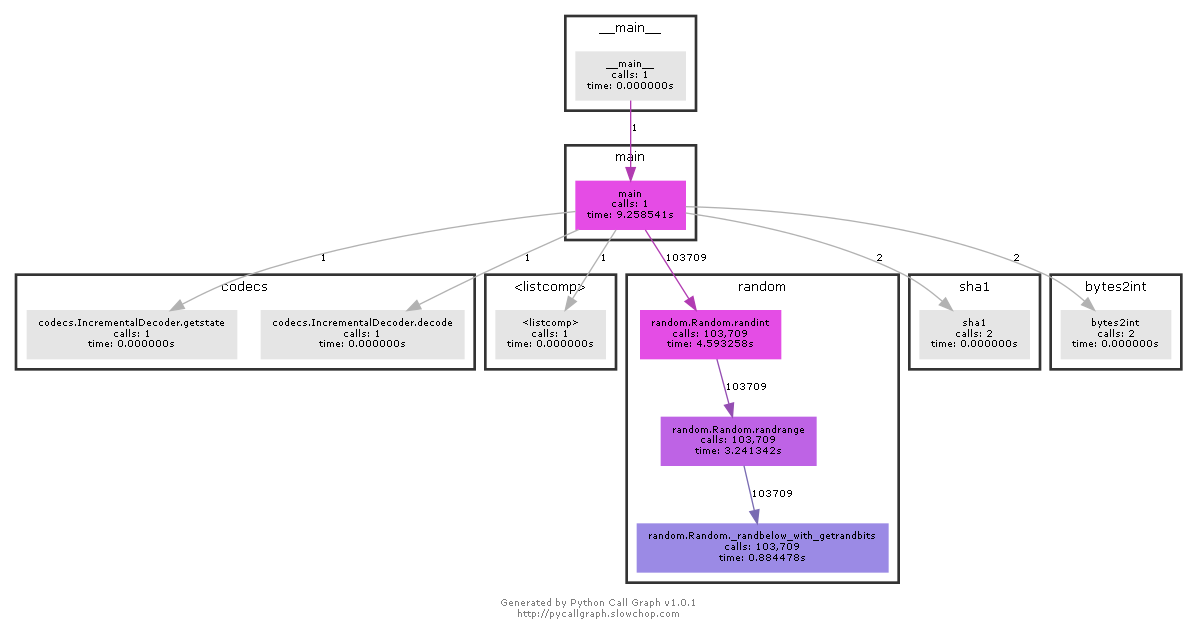 __main__
__main__
calls: 1
time: 0.000000s
1
main
main
calls: 1
time: 9.258541s
1
1
1
103709
2
2
codecs
<listcomp>
random
sha1
bytes2int
codecs.IncrementalDecoder.getstate
calls: 1
time: 0.000000s
codecs.IncrementalDecoder.decode
calls: 1
time: 0.000000s
<listcomp>
calls: 1
time: 0.000000s
random.Random.randint
calls: 103,709
time: 4.593258s
sha1
calls: 2
time: 0.000000s
bytes2int
calls: 2
time: 0.000000s
103709
random.Random.randrange
calls: 103,709
time: 3.241342s
103709
random.Random._randbelow_with_getrandbits
calls: 103,709
time: 0.884478s
Generated by Python Call Graph v1.0.1
http://pycallgraph.slowchop.com